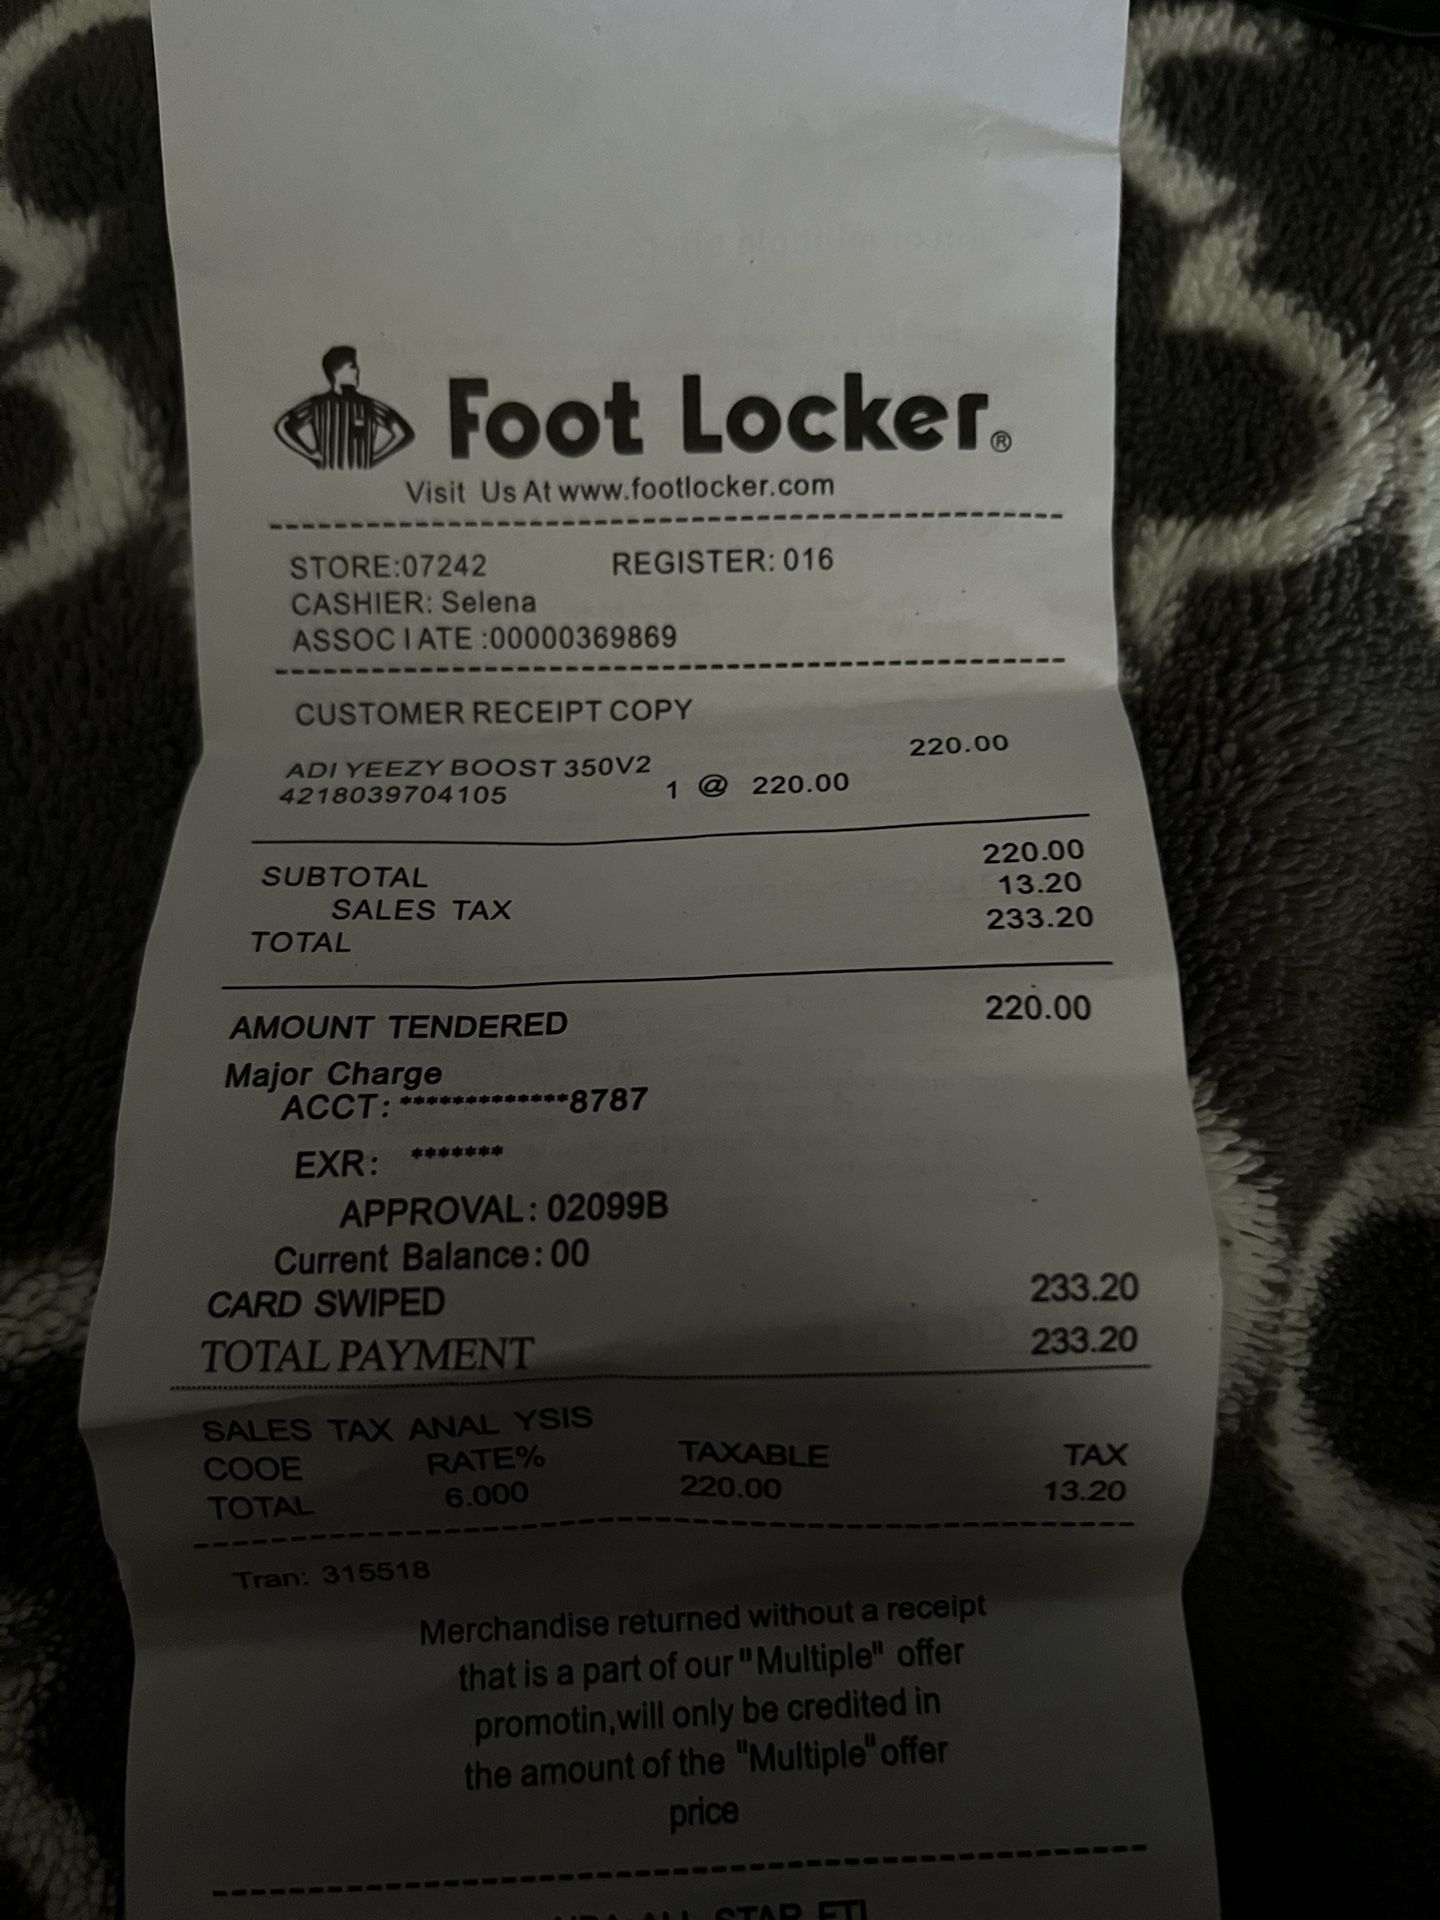 Foot Locker®
Visit Us At www.footlocker.com
STORE:07242 REGISTER: 016
CASHIER: Selena
ASSOCIATE :00000369869
CUSTOMER RECEIPT COPY
ADI YEEZY BOOST 350V2 220.00
4218039704105 1 @ 220.00
SUBTOTAL 220.00
SALES TAX 13.20
TOTAL 233.20
AMOUNT TENDERED 220.00
Major Charge
ACCT: *************8787
EXR: *******
APPROVAL: 02099B
Current Balance: 00
CARD SWIPED 233.20
TOTAL PAYMENT 233.20
SALES TAX ANAL YSIS
COOE RATE% TAXABLE TAX
TOTAL 6.000 220.00 13.20
Tran: 315518
Merchandise returned without a receipt
that is a part of our "Multiple" offer
promotin,will only be credited in
the amount of the "Multiple" offer
price
ALL STAR